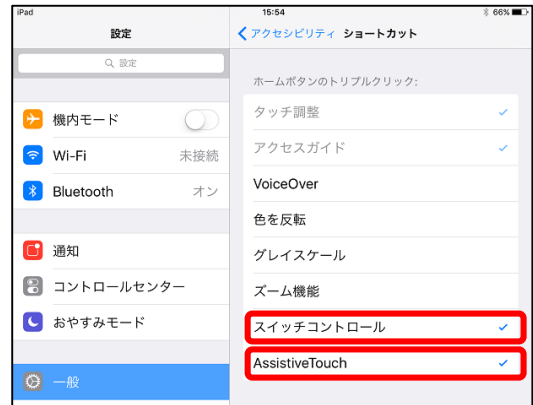 iPad 15:54 66%
設定
アクセシビリティ ショートカット
設定
機内モード
Wi-Fi 未接続
Bluetooth オン
通知
コントロールセンター
おやすみモード
一般
ホームボタンのトリプルクリック:
タッチ調整
アクセスガイド
VoiceOver
色を反転
グレイスケール
ズーム機能
スイッチコントロール
AssistiveTouch